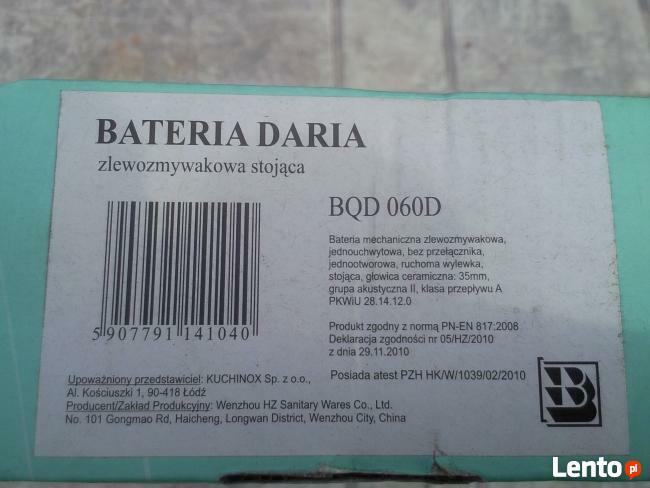 BATERIA DARIA
zlewozmywakowa stojąca
5907791 141040
BQD 060D
Bateria mechaniczna zlewozmywakowa,
jednouchwytowa, bez przełącznika,
jednootworowa, ruchoma wylewka,
stojąca, głowica ceramiczna: 35mm,
grupa akustyczna II, klasa przepływu A
PKWiU 28.14.12.0
Produkt zgodny z normą PN-EN 817:2008
Deklaracja zgodności nr 05/HZ/2010
z dnia 29.11.2010
Posiada atest PZH HK/W/1039/02/2010
Upoważniony przedstawiciel: KUCHINOX Sp. z o.o.,
Al. Kościuszki 1, 90-418 Łódź
Producent/Zakład Produkcyjny: Wenzhou HZ Sanitary Wares Co., Ltd.
No. 101 Gongmao Rd, Haicheng, Longwan District, Wenzhou City, China
B
Lento.pl